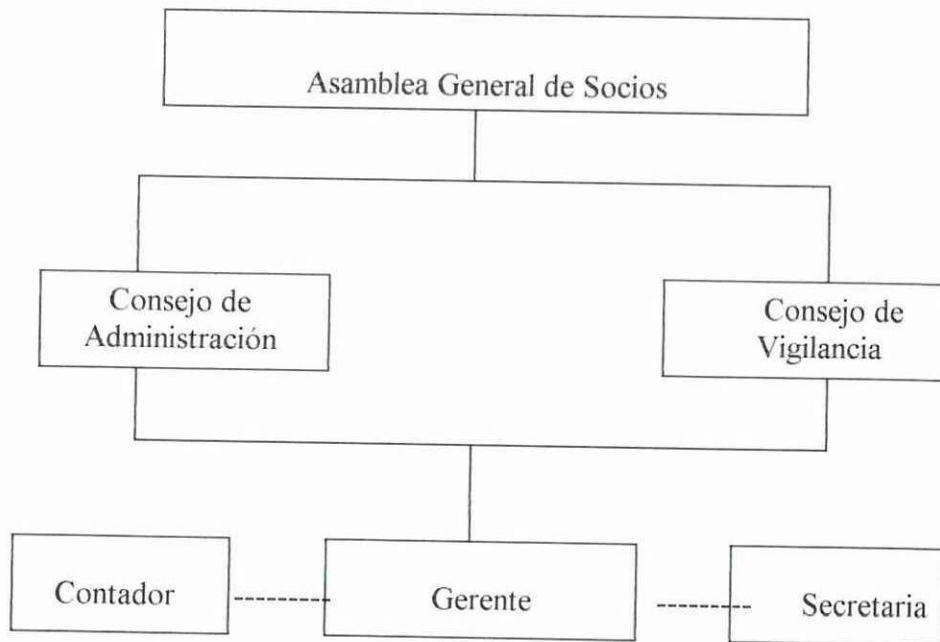 Asamblea General de Socios
Consejo de
Administración
Consejo de
Vigilancia
Contador
Gerente
Secretaria